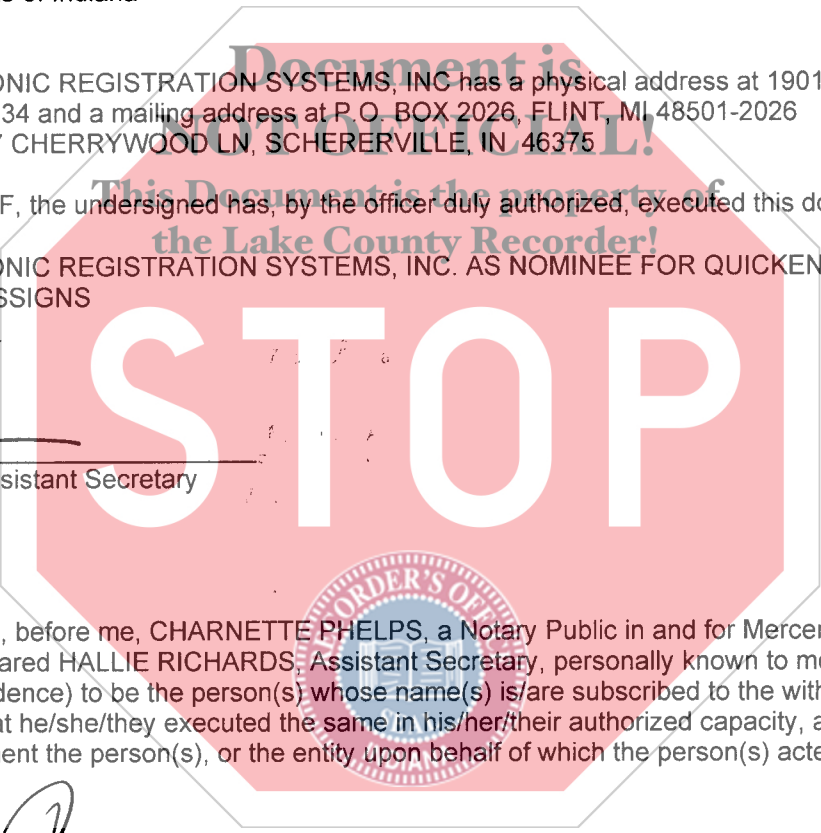 s of Indiana
Document is
ONIC REGISTRATION SYSTEMS, INC has a physical address at 1901
34 and a mailing address at P.O. BOX 2026, FLINT, MI 48501-2026
NOT OFFICIAL!
CHERRYWOOD LN, SCHERERVILLE, IN 46375
This Document is the property of
F, the undersigned has, by the officer duly authorized, executed this do
the Lake County Recorder!
ONIC REGISTRATION SYSTEMS, INC. AS NOMINEE FOR QUICKEN
SSIGNS
STOP
sistant Secretary
RECORDER'S OFFICE
, before me, CHARNETTE PHELPS, a Notary Public in and for Mercer
ared HALLIE RICHARDS, Assistant Secretary, personally known to me
dence) to be the person(s) whose name(s) is/are subscribed to the with
SEAL
at he/she/they executed the same in his/her/their authorized capacity, a
ent the person(s), or the entity upon behalf of which the person(s) acte
INDIANA